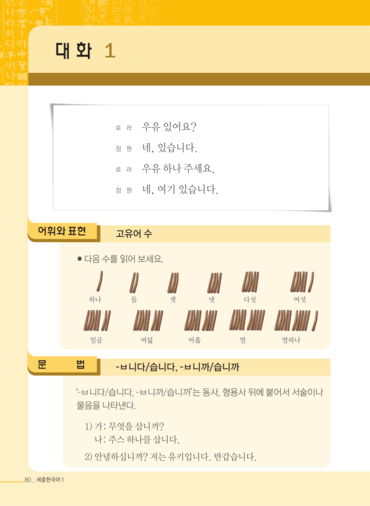 대화 1
로라 우유 있어요?
점원 네, 있습니다.
로라 우유 하나 주세요.
점원 네, 여기 있습니다.
어휘와 표현 고유어 수
● 다음 수를 읽어 보세요.
하나 둘 셋 넷 다섯 여섯
일곱 여덟 아홉 열 열하나
문 법 -ㅂ니다/습니다, -ㅂ니까/습니까
'-ㅂ니다/습니다, -ㅂ니까/습니까'는 동사, 형용사 뒤에 붙어서 서술이나
물음을 나타낸다.
1) 가: 무엇을 삽니까?
나: 주스 하나를 삽니다.
2) 안녕하십니까? 저는 유키입니다. 반갑습니다.
80 _ 세종한국어 1